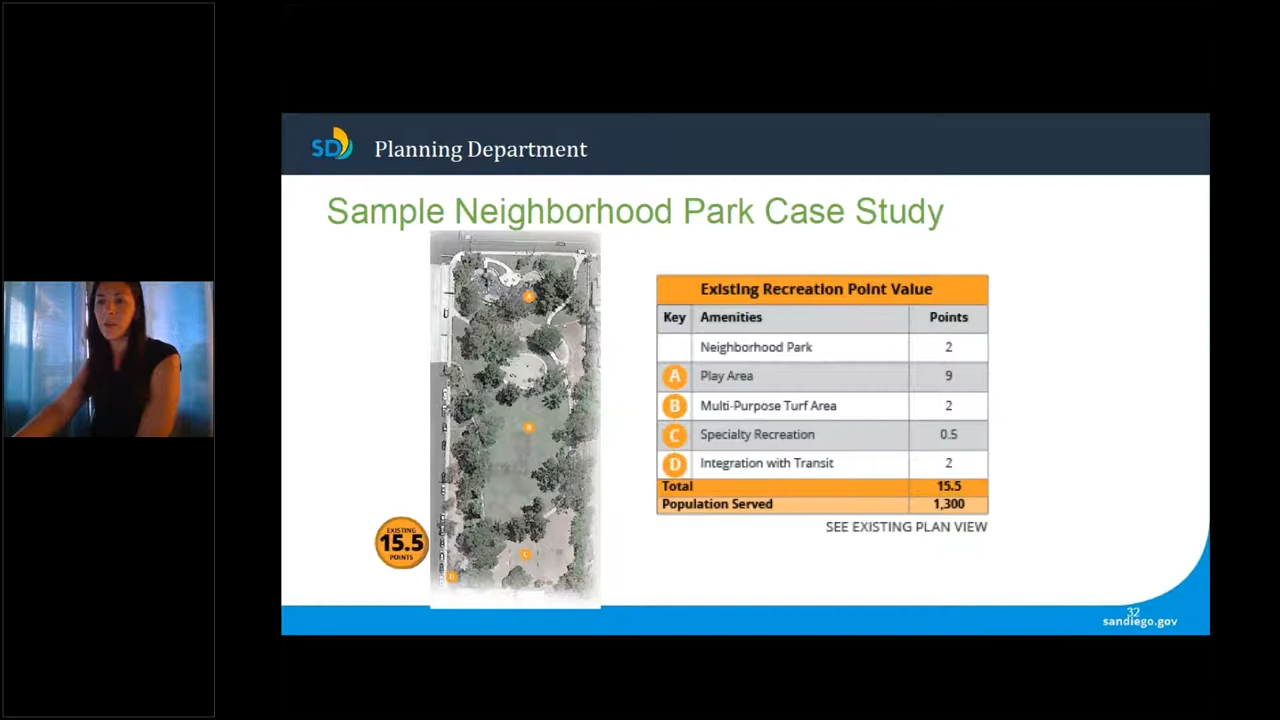 SD
Planning Department
Sample Neighborhood Park Case Study
A
B
C
D
EXISTING
15.5
POINTS
Existing Recreation Point Value
Key Amenities Points
Neighborhood Park 2
A Play Area 9
B Multi-Purpose Turf Area 2
C Specialty Recreation 0.5
D Integration with Transit 2
Total 15.5
Population Served 1,300
SEE EXISTING PLAN VIEW
32
sandiego.gov